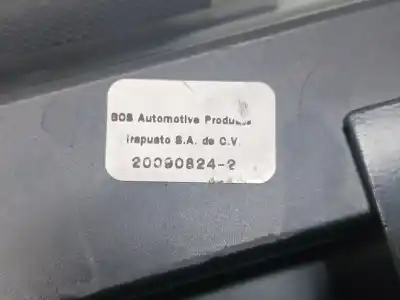 BOS Automotive Products
Irapuato S.A. de C.V.
20090824-2